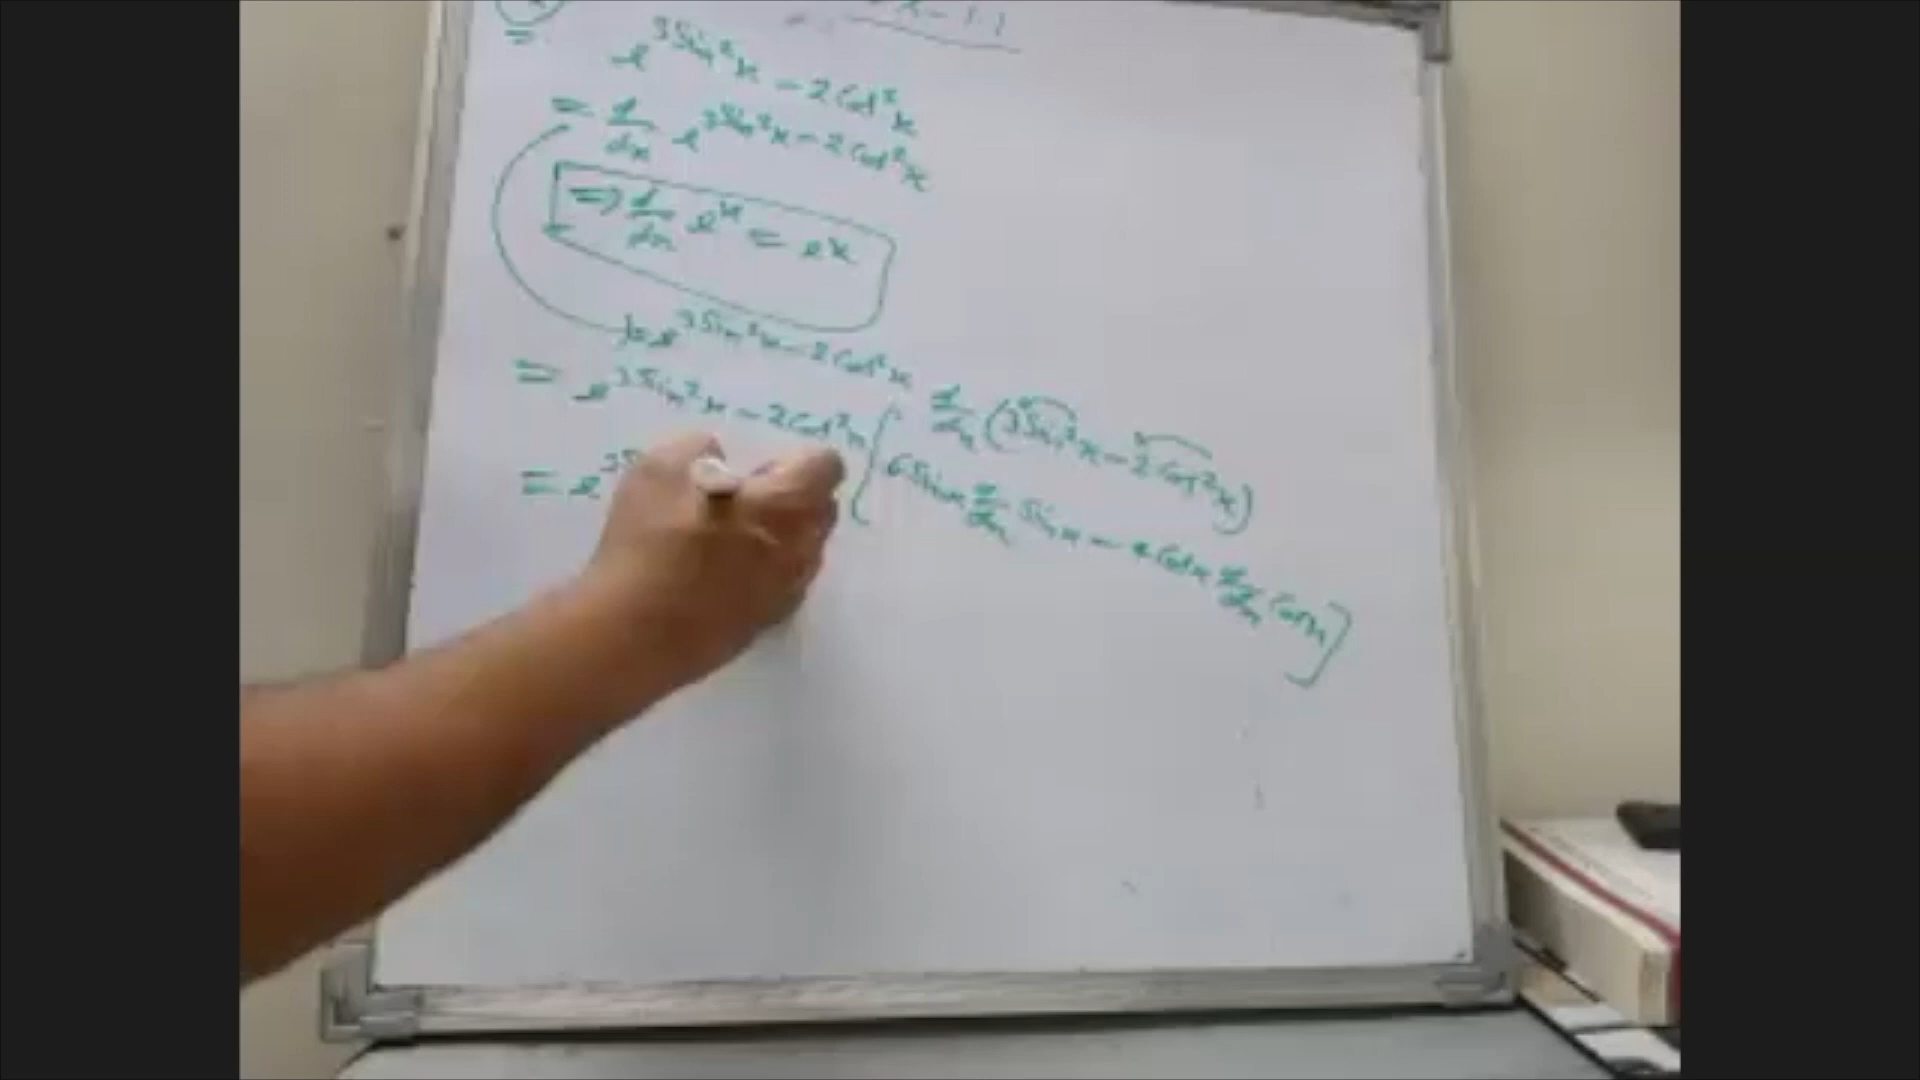 e^{3Sin²x - 2Cos²x}
= d/dx e^{3Sin²x - 2Cos²x}
=> d/dx e^x = e^x
= e^{3Sin²x - 2Cos²x} d/dx (3Sin²x - 2Cos²x)
= e^{3Sin²x - 2Cos²x} [6Sinx d/dx Sinx - 4Cosx d/dx Cosx]
= e^{3S